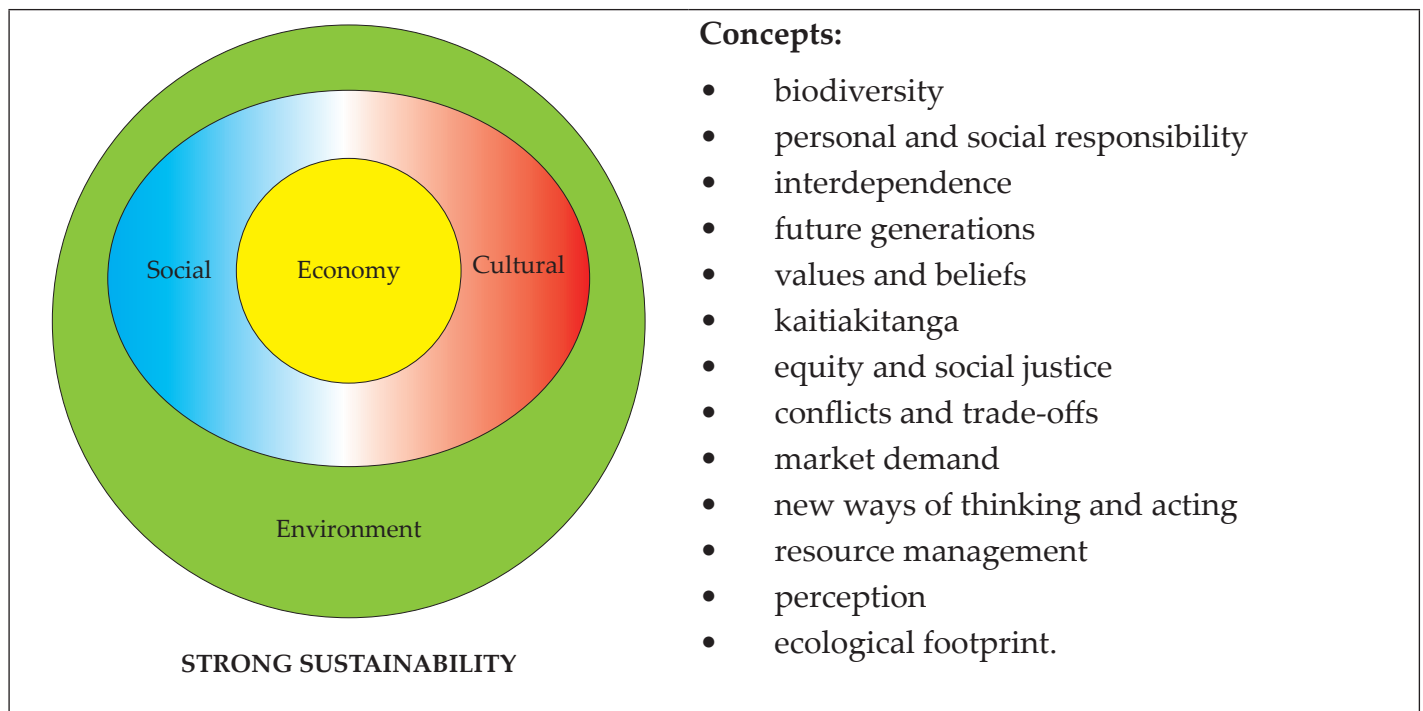 Social
Economy
Cultural
Environment
STRONG SUSTAINABILITY
Concepts:
• biodiversity
• personal and social responsibility
• interdependence
• future generations
• values and beliefs
• kaitiakitanga
• equity and social justice
• conflicts and trade-offs
• market demand
• new ways of thinking and acting
• resource management
• perception
• ecological footprint.